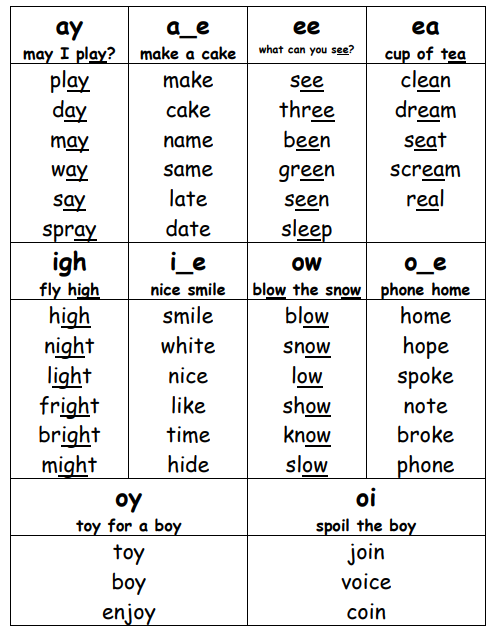 ay a_e ee ea
may I play? make a cake what can you see? cup of tea
play make see clean
day cake three dream
may name been seat
way same green scream
say late seen real
spray date sleep
igh i_e ow o_e
fly high nice smile blow the snow phone home
high smile blow home
night white snow hope
light nice low spoke
fright like show note
bright time know broke
might hide slow phone
oy oi
toy for a boy spoil the boy
toy join
boy voice
enjoy coin